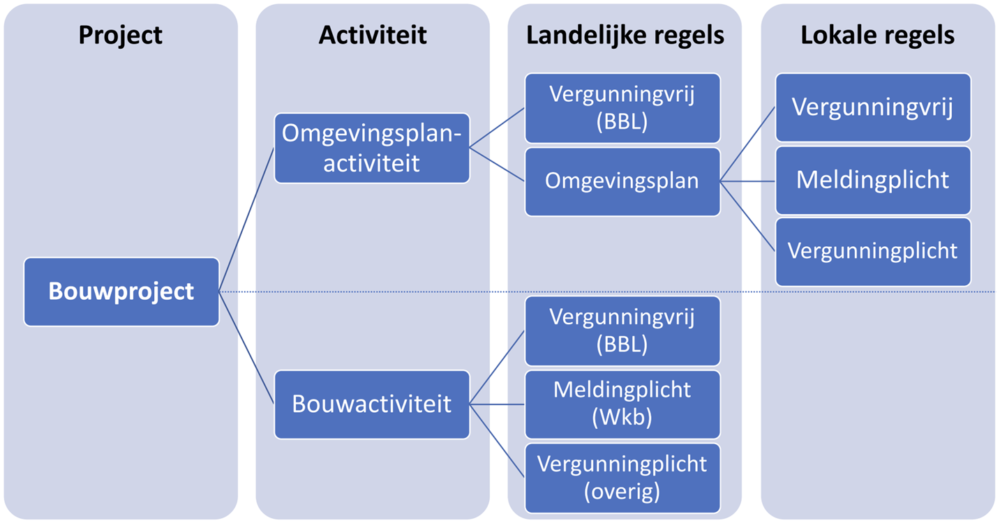 Project
Activiteit
Landelijke regels
Lokale regels
Bouwproject
Omgevingsplan-
activiteit
Vergunningvrij
(BBL)
Omgevingsplan
Vergunningvrij
Meldingplicht
Vergunningplicht
Bouwactiviteit
Vergunningvrij
(BBL)
Meldingplicht
(Wkb)
Vergunningplicht
(overig)